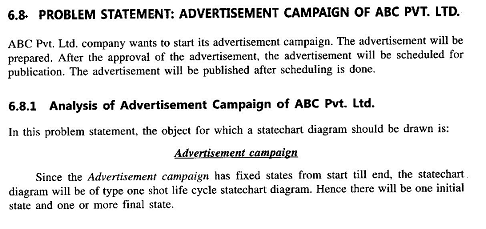 6.8. PROBLEM STATEMENT: ADVERTISEMENT CAMPAIGN OF ABC PVT. LTD.
ABC Pvt. Ltd. company wants to start its advertisement campaign. The advertisement will be
prepared. After the approval of the advertisement, the advertisement will be scheduled for
publication. The advertisement will be published after scheduling is done.
6.8.1 Analysis of Advertisement Campaign of ABC Pvt. Ltd.
In this problem statement, the object for which a statechart diagram should be drawn is:
Advertisement campaign
Since the Advertisement campaign has fixed states from start till end, the statechart
diagram will be of type one shot life cycle statechart diagram. Hence there will be one initial
state and one or more final state.